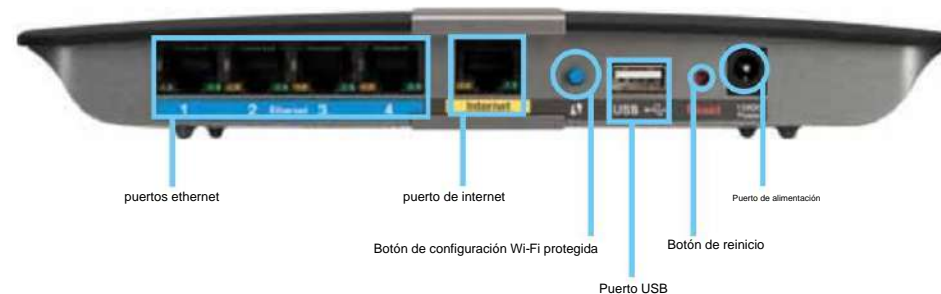 1 2 Ethernet 3 4
Internet
USB
Reset
puertos ethernet
puerto de internet
Puerto de alimentación
Botón de configuración Wi-Fi protegida
Botón de reinicio
Puerto USB